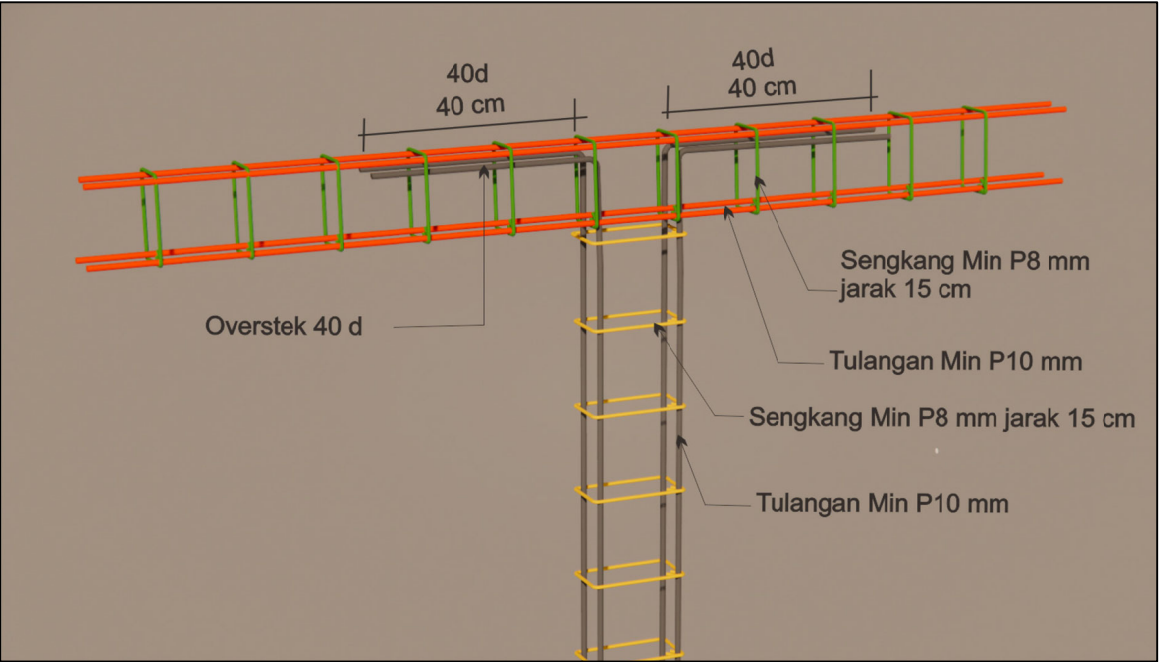 40d
40 cm
40d
40 cm
Sengkang Min P8 mm
jarak 15 cm
Overstek 40 d
Tulangan Min P10 mm
Sengkang Min P8 mm jarak 15 cm
Tulangan Min P10 mm